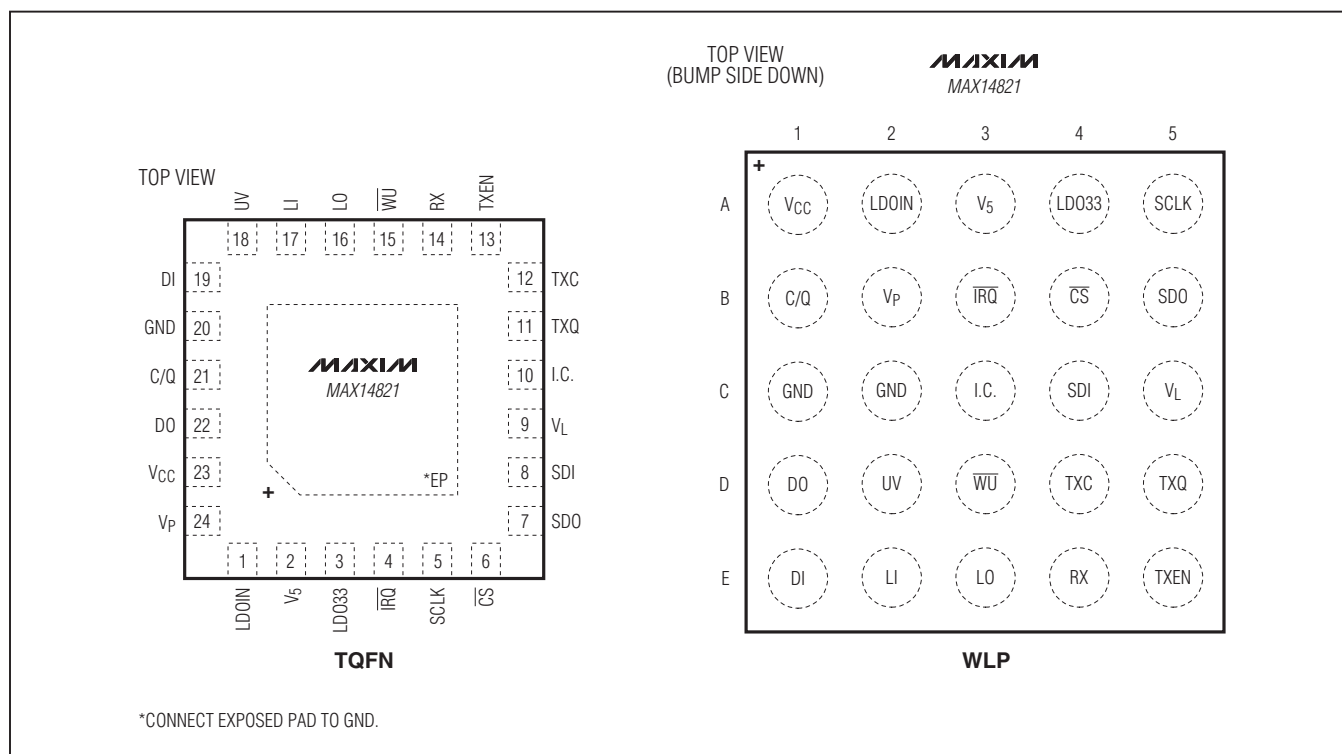 TOP VIEW
(BUMP SIDE DOWN)
MAXIM
MAX14821
1 2 3 4 5
+
A VCC LDOIN V5 LDO33 SCLK
B C/Q VP IRQ CS SDO
C GND GND I.C. SDI VL
D DO UV WU TXC TXQ
E DI LI LO RX TXEN
WLP
TOP VIEW
UV LI LO WU RX TXEN
18 17 16 15 14 13
DI 19 12 TXC
GND 20 11 TXQ
C/Q 21 10 I.C.
DO 22 9 VL
VCC 23 8 SDI
VP 24 7 SDO
MAXIM
MAX14821
*EP
+
1 2 3 4 5 6
LDOIN V5 LDO33 IRQ SCLK CS
TQFN
*CONNECT EXPOSED PAD TO GND.